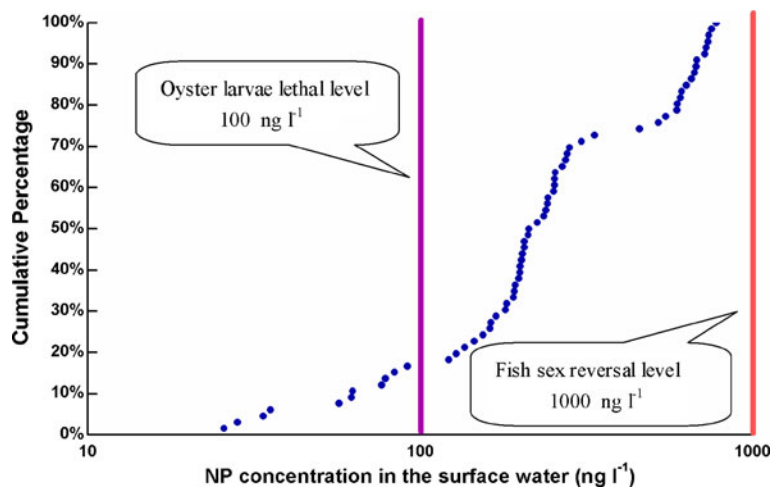 100%
90%
80%
70%
60%
50%
40%
30%
20%
10%
0%
Cumulative Percentage
Oyster larvae lethal level
100 ng l⁻¹
Fish sex reversal level
1000 ng l⁻¹
10
100
1000
NP concentration in the surface water (ng l⁻¹)